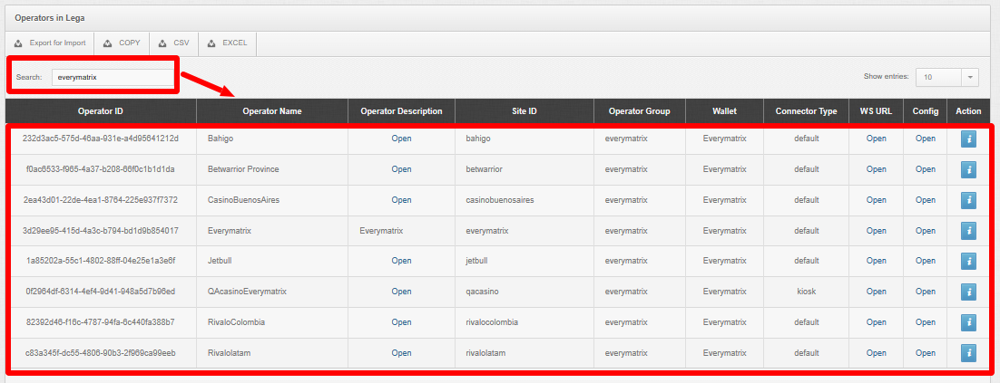 Operators in Lega
Export for Import COPY CSV EXCEL
Search: everymatrix Show entries: 10
Operator ID Operator Name Operator Description Site ID Operator Group Wallet Connector Type WS URL Config Action
232d3ac5-575d-46aa-931e-a4d95641212d Bahigo Open bahigo everymatrix Everymatrix default Open Open i
f0ac6533-f965-4a37-b208-66f0c1b1d1da Betwarrior Province Open betwarrior everymatrix Everymatrix default Open Open i
2ea43d01-22de-4ea1-8764-225e937f7372 CasinoBuenosAires Open casinobuenosaires everymatrix Everymatrix default Open Open i
3d29ee95-415d-4a3c-b794-bd1d9b854017 Everymatrix Everymatrix everymatrix everymatrix Everymatrix default Open Open i
1a85202a-55c1-4802-88ff-04e25e1a3e6f Jetbull Open jetbull everymatrix Everymatrix default Open Open i
0f2964df-6314-4ef4-9d41-948a5d7b96ed QAcasinoEverymatrix Open qacasino everymatrix Everymatrix kiosk Open Open i
82392d46-f16c-4787-94fa-6c440fa388b7 RivaloColombia Open rivalocolombia everymatrix Everymatrix default Open Open i
c83a345f-dc55-4806-90b3-2f969ca99eeb Rivalolatam Open rivalolatam everymatrix Everymatrix default Open Open i